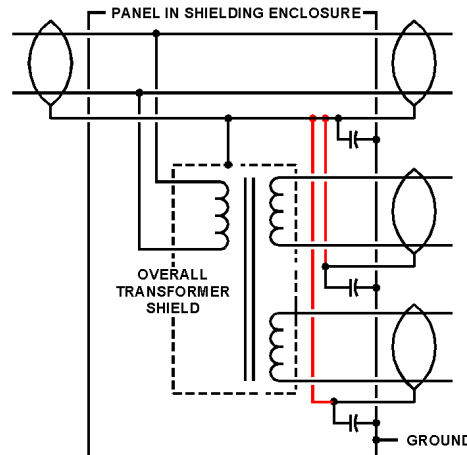 PANEL IN SHIELDING ENCLOSURE
OVERALL
TRANSFORMER
SHIELD
GROUND